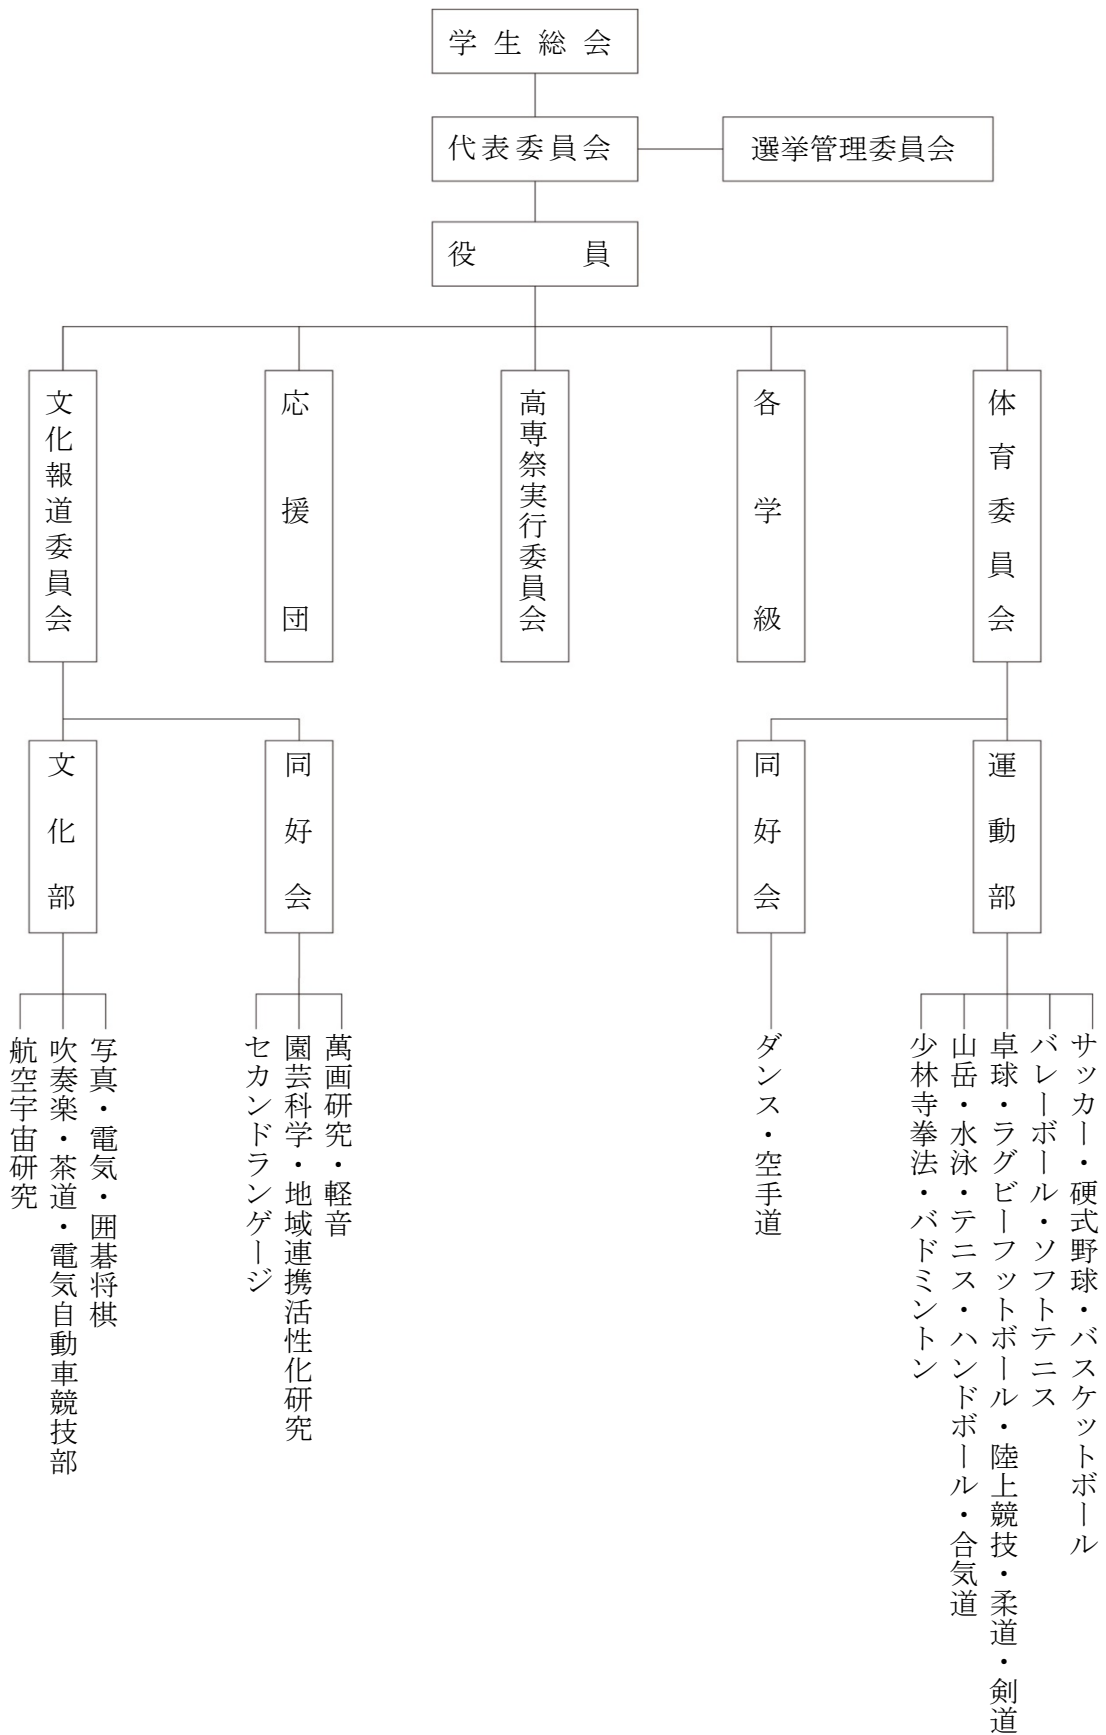 学生総会
代表委員会
選挙管理委員会
役員
体育委員会
各学級
高専祭実行委員会
応援団
文化報道委員会
運動部
同好会
同好会
文化部
サッカー・硬式野球・バスケットボール
バレーボール・ソフトテニス
卓球・ラグビーフットボール・陸上競技・柔道・剣道
山岳・水泳・テニス・ハンドボール・合気道
少林寺拳法・バドミントン
ダンス・空手道
萬画研究・軽音
園芸科学・地域連携活性化研究
セカンドランゲージ
写真・電気・囲碁将棋
吹奏楽・茶道・電気自動車競技部
航空宇宙研究